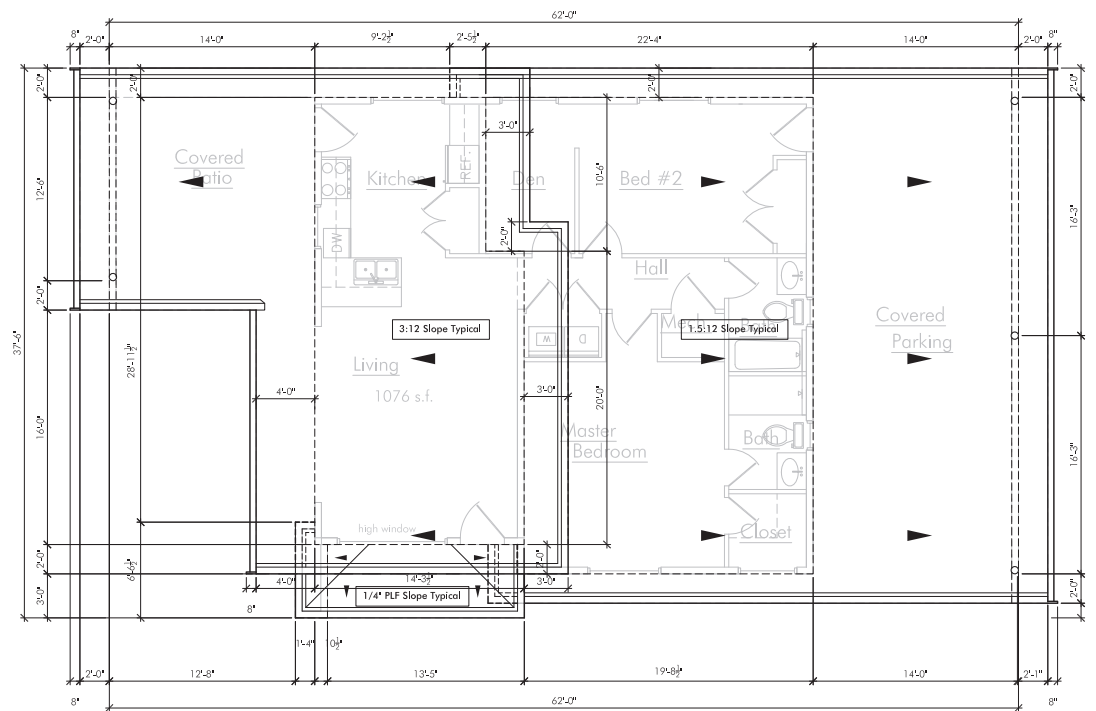 62'-0"
8"
2'-0"
14'-0"
9'-2½"
2'-5½"
22'-4"
14'-0"
2'-0"
8"
2'-0"
2'-0"
2'-0"
2'-0"
3'-0"
Covered
Patio
Kitchen
REF.
Den
Bed #2
10'-6"
12'-6"
16'-3"
DW
2'-0"
Hall
2'-0"
37'-6"
Covered
Parking
3:12 Slope Typical
Mech
1.5:12 Slope Typical
W
D
28'-11½"
Living
1076 s.f.
4'-0"
3'-0"
20'-0"
16'-0"
Master
Bedroom
Bath
16'-3"
high window
Closet
2'-0"
6'-6½"
2'-0"
4'-0"
14'-3½"
3'-0"
2'-0"
3'-0"
1/4" PLF Slope Typical
8"
1'-4"
10½"
2'-0"
12'-8"
13'-5"
19'-8½"
14'-0"
2'-1"
8"
62'-0"
8"